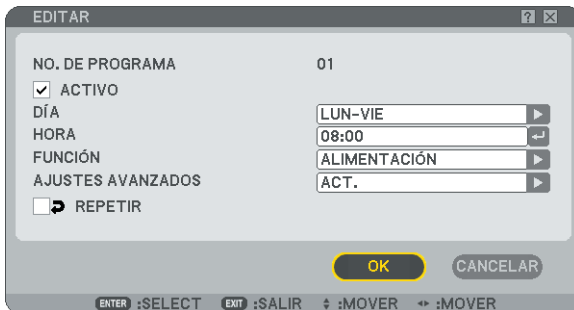 EDITAR
NO. DE PROGRAMA 01
ACTIVO
DÍA LUN-VIE
HORA 08:00
FUNCIÓN ALIMENTACIÓN
AJUSTES AVANZADOS ACT.
REPETIR
OK CANCELAR
ENTER :SELECT EXIT :SALIR :MOVER :MOVER